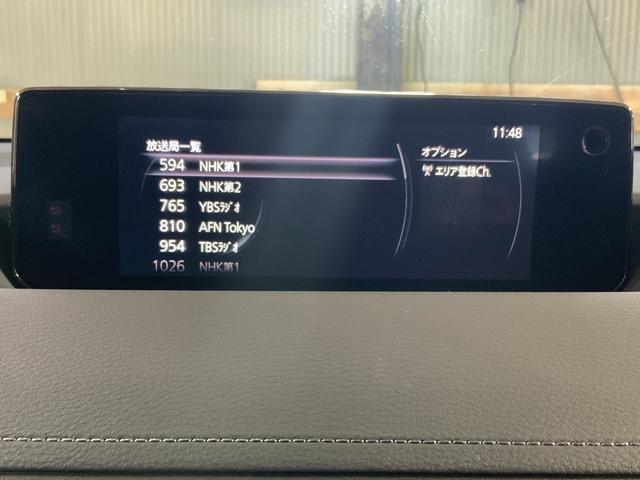 11:48
放送局一覧
594 NHK第1
693 NHK第2
765 YBSﾗｼﾞｵ
810 AFN Tokyo
954 TBSﾗｼﾞｵ
1026 NHK第1
オプション
エリア登録Ch.